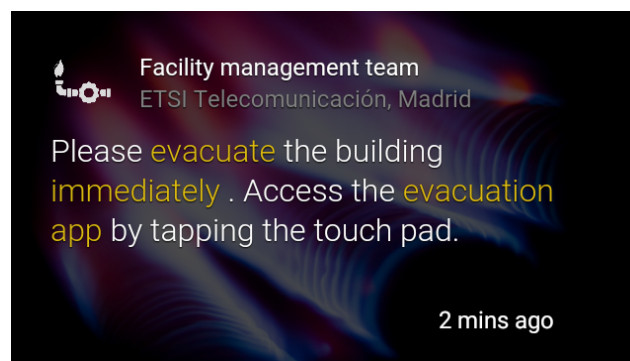 Facility management team
ETSI Telecomunicación, Madrid
Please evacuate the building
immediately . Access the evacuation
app by tapping the touch pad.
2 mins ago